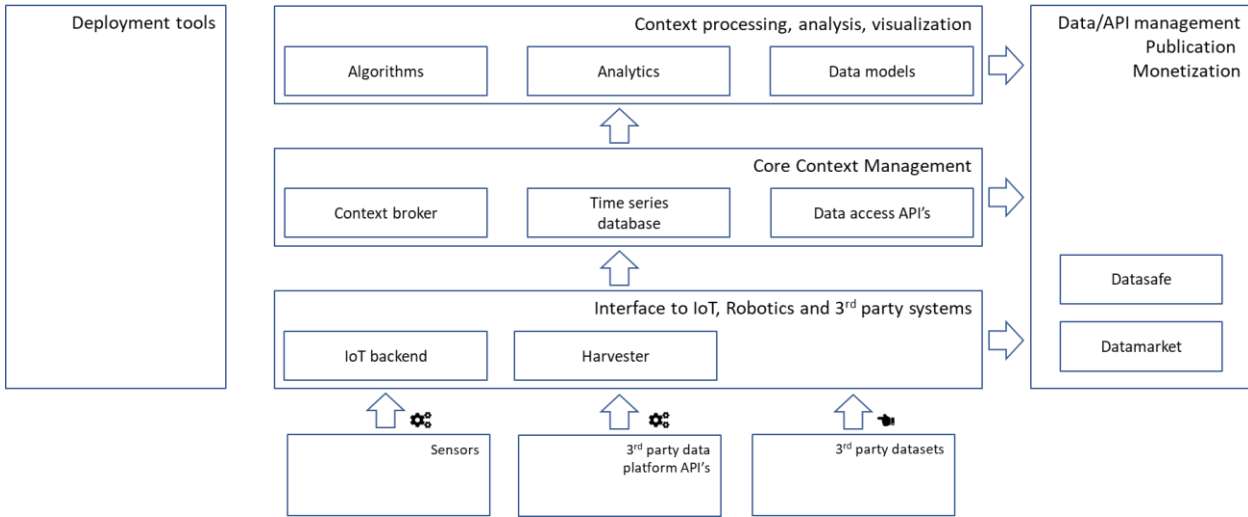 Deployment tools
Context processing, analysis, visualization
Algorithms
Analytics
Data models
Data/API management
Publication
Monetization
Core Context Management
Context broker
Time series
database
Data access API's
Interface to IoT, Robotics and 3rd party systems
IoT backend
Harvester
Datasafe
Datamarket
Sensors
3rd party data
platform API's
3rd party datasets